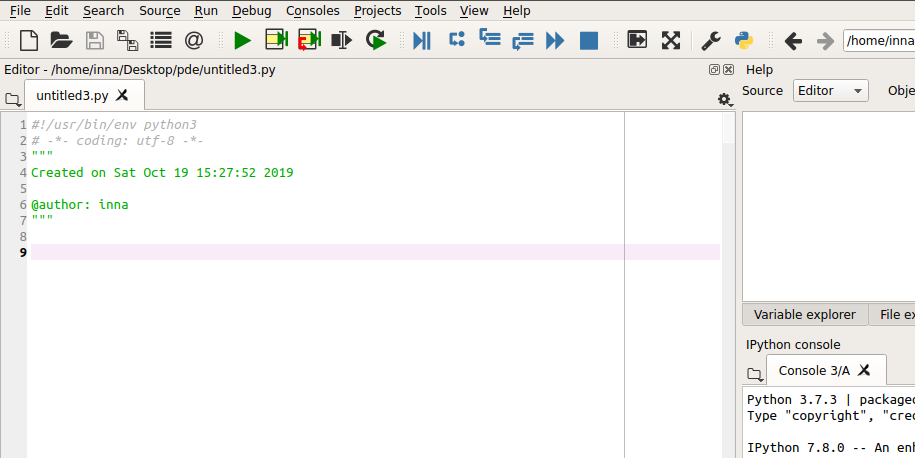 File Edit Search Source Run Debug Consoles Projects Tools View Help
/home/inna
Editor - /home/inna/Desktop/pde/untitled3.py
untitled3.py
1 #!/usr/bin/env python3
2 # -*- coding: utf-8 -*-
3 """
4 Created on Sat Oct 19 15:27:52 2019
5
6 @author: inna
7 """
8
9
Help
Source Editor Obje
Variable explorer File ex
IPython console
Console 3/A
Python 3.7.3 | packaged
Type "copyright", "cred
IPython 7.8.0 -- An enh